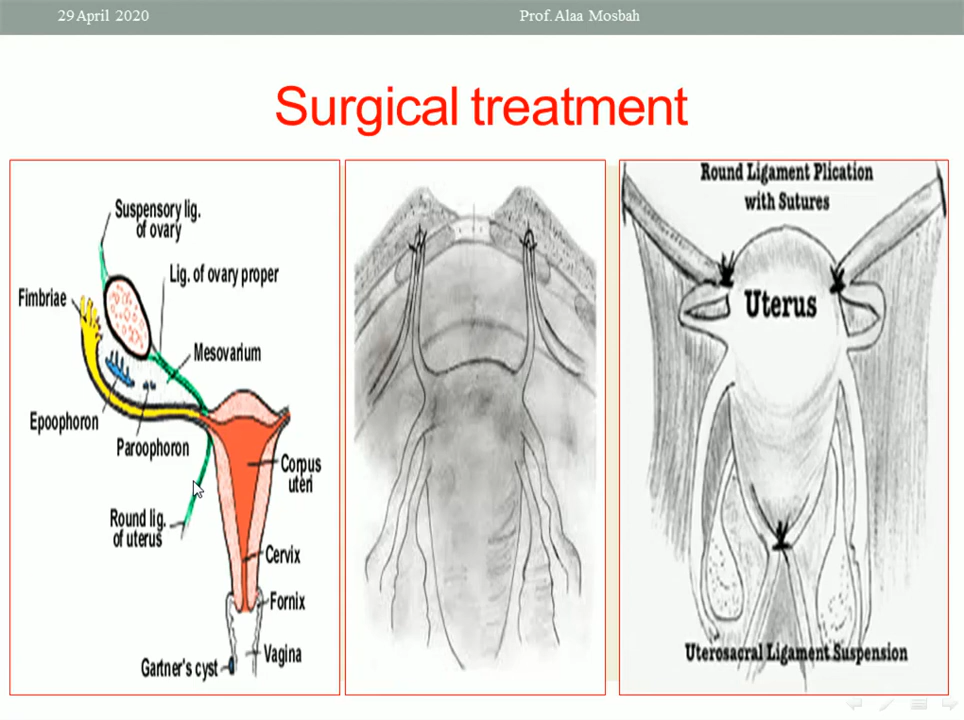 29 April 2020
Prof. Alaa Mosbah
Surgical treatment
Suspensory lig.
of ovary
Lig. of ovary proper
Fimbriae
Mesovarium
Epoophoron
Paroophoron
Corpus
uteri
Round lig.
of uterus
Cervix
Fornix
Vagina
Gartner's cyst
Round Ligament Plication
with Sutures
Uterus
Uterosacral Ligament Suspension